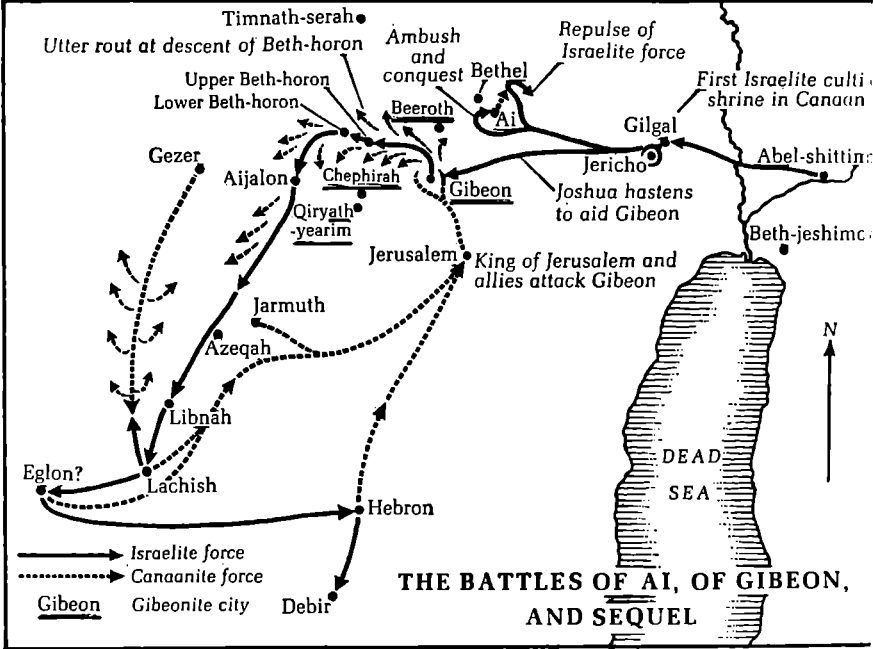 Timnath-serah
Utter rout at descent of Beth-horon
Ambush
and
conquest
Repulse of
Israelite force
Upper Beth-horon
Lower Beth-horon
Bethel
Beeroth
Ai
First Israelite culti
shrine in Canaan
Gilgal
Gezer
Jericho
Abel-shittim
Aijalon
Chephirah
Gibeon
Joshua hastens
to aid Gibeon
Qiryath
-yearim
Beth-jeshimo
Jerusalem
King of Jerusalem and
allies attack Gibeon
Jarmuth
N
Azeqah
Libnah
DEAD
SEA
Eglon?
Lachish
Hebron
Israelite force
Canaanite force
Gibeon Gibeonite city
Debir
THE BATTLES OF AI, OF GIBEON,
AND SEQUEL